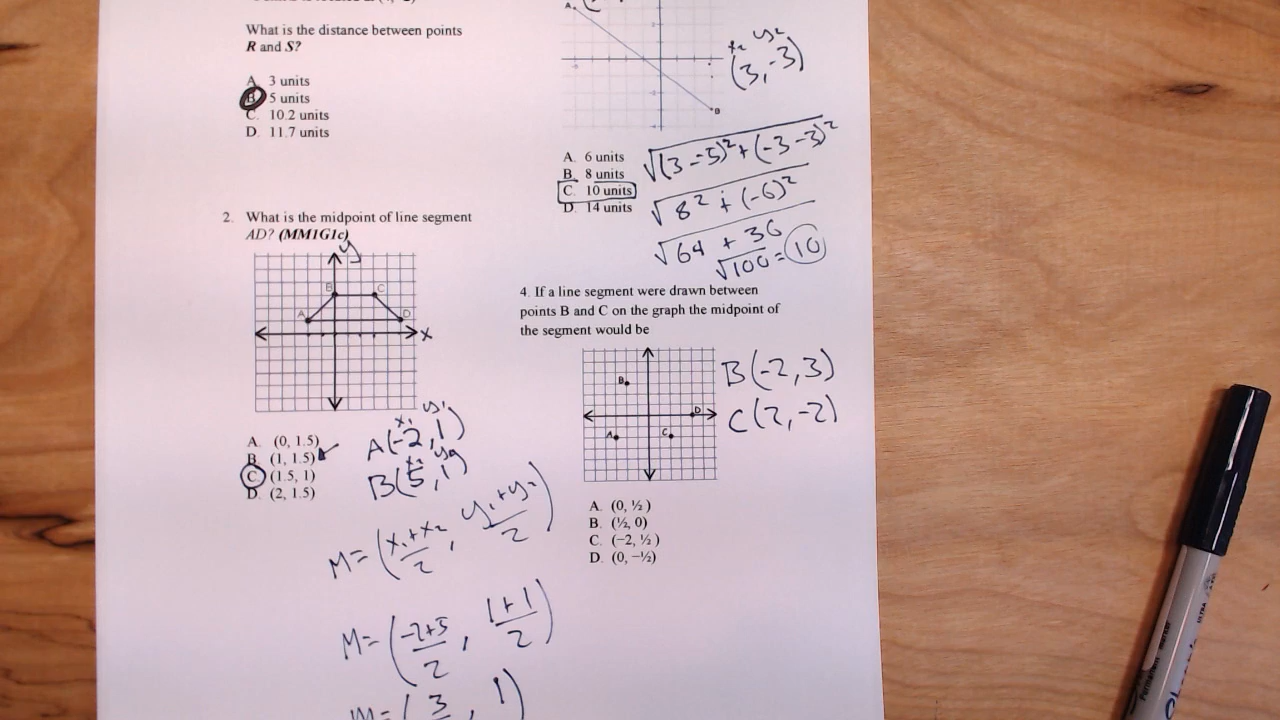 What is the distance between points
R and S?
A. 3 units
B. 5 units
C. 10.2 units
D. 11.7 units
2. What is the midpoint of line segment
AD? (MM1G1c)
y
B C
A D
x
A. (0, 1.5)
B. (1, 1.5)
C. (1.5, 1)
D. (2, 1.5)
x₁ y₁
A(-2, 1)
x₂ y₂
B(5, 1)
M= (x₁+x₂/2, y₁+y₂/2)
M= (-2+5/2, 1+1/2)
M= (3, 1)
A
B
x₂ y₂
(3,-3)
A. 6 units
B. 8 units
C. 10 units
D. 14 units
√(3--5)²+(-3-3)²
√8²+(-6)²
√64 + 36
√100 = 10
4. If a line segment were drawn between
points B and C on the graph the midpoint of
the segment would be
B
D
A C
B(-2,3)
C(2,-2)
A. (0, ½ )
B. (½, 0)
C. (−2, ½ )
D. (0, −½)
Permanent Marker
ULTRA